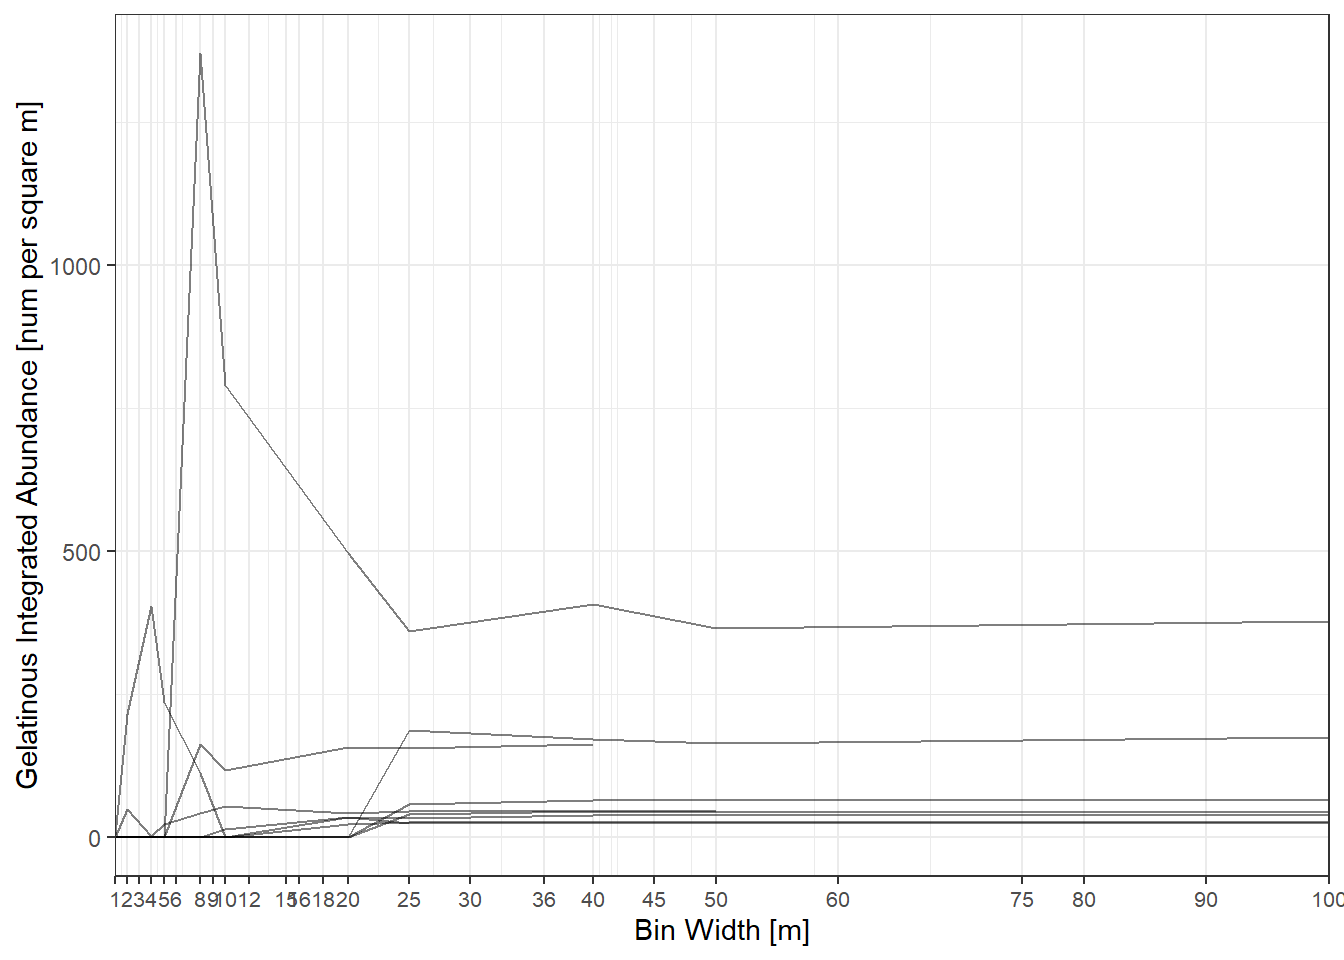 Gelatinous Integrated Abundance [num per square m]
1000
500
0
1 2 3 4 5 6 8 9 10 12 15 16 18 20 25 30 36 40 45 50 60 75 80 90 100
Bin Width [m]